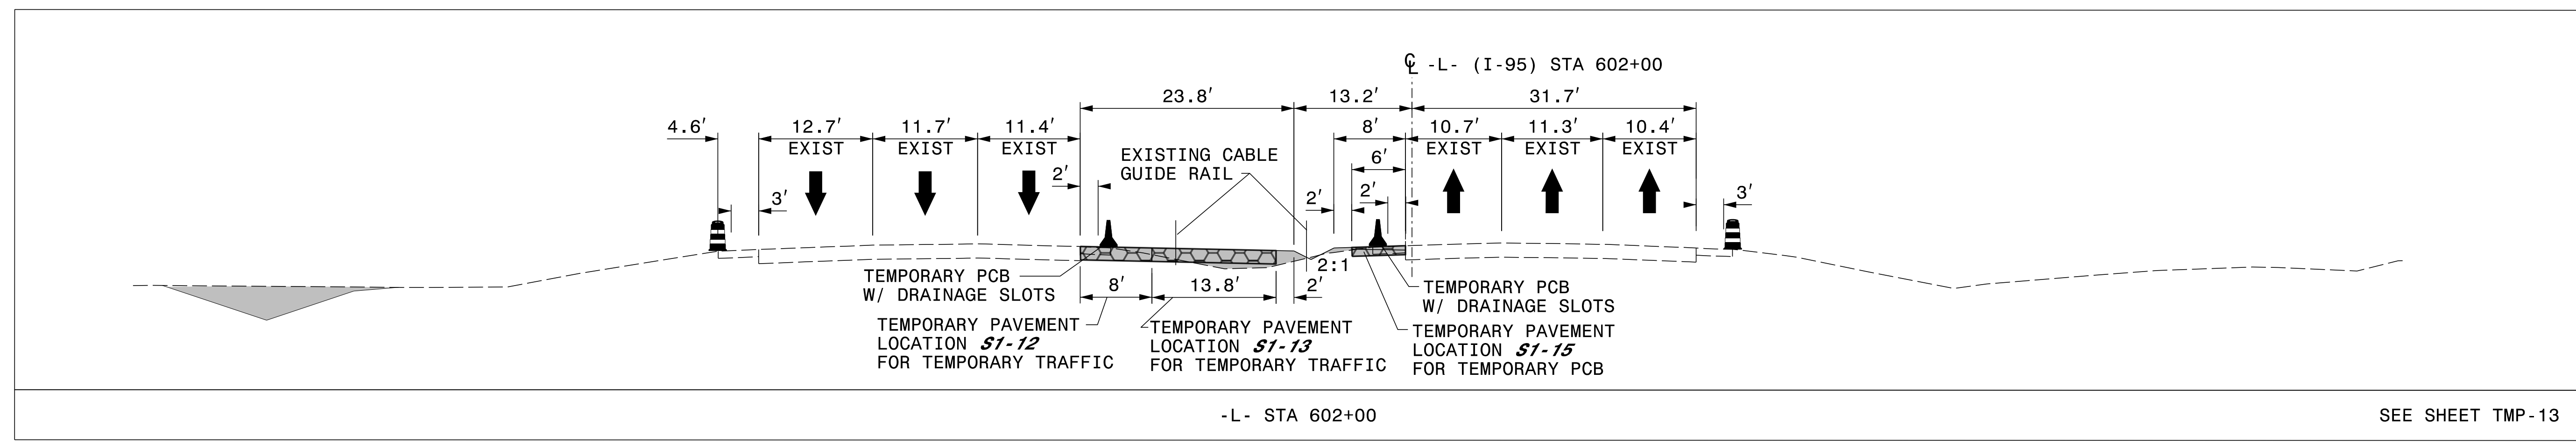 ℄ -L- (I-95) STA 602+00
23.8′ 13.2′ 31.7′
4.6′ 12.7′ 11.7′ 11.4′ 8′ 10.7′ 11.3′ 10.4′
EXIST EXIST EXIST EXIST EXIST EXIST
EXISTING CABLE
GUIDE RAIL
6′
2′
3′
2′
2′
3′
2:1
TEMPORARY PCB
W/ DRAINAGE SLOTS
8′ 13.8′ 2′
TEMPORARY PCB
W/ DRAINAGE SLOTS
TEMPORARY PAVEMENT
LOCATION S1-12
FOR TEMPORARY TRAFFIC
TEMPORARY PAVEMENT
LOCATION S1-13
FOR TEMPORARY TRAFFIC
TEMPORARY PAVEMENT
LOCATION S1-15
FOR TEMPORARY PCB
-L- STA 602+00
SEE SHEET TMP-13